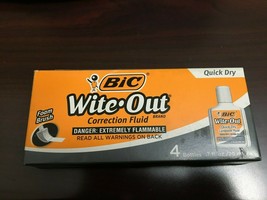 BIC
Quick Dry
Wite·Out
BRAND
Correction Fluid
Foam
Brush
DANGER: EXTREMELY FLAMMABLE
READ ALL WARNINGS ON BACK
4